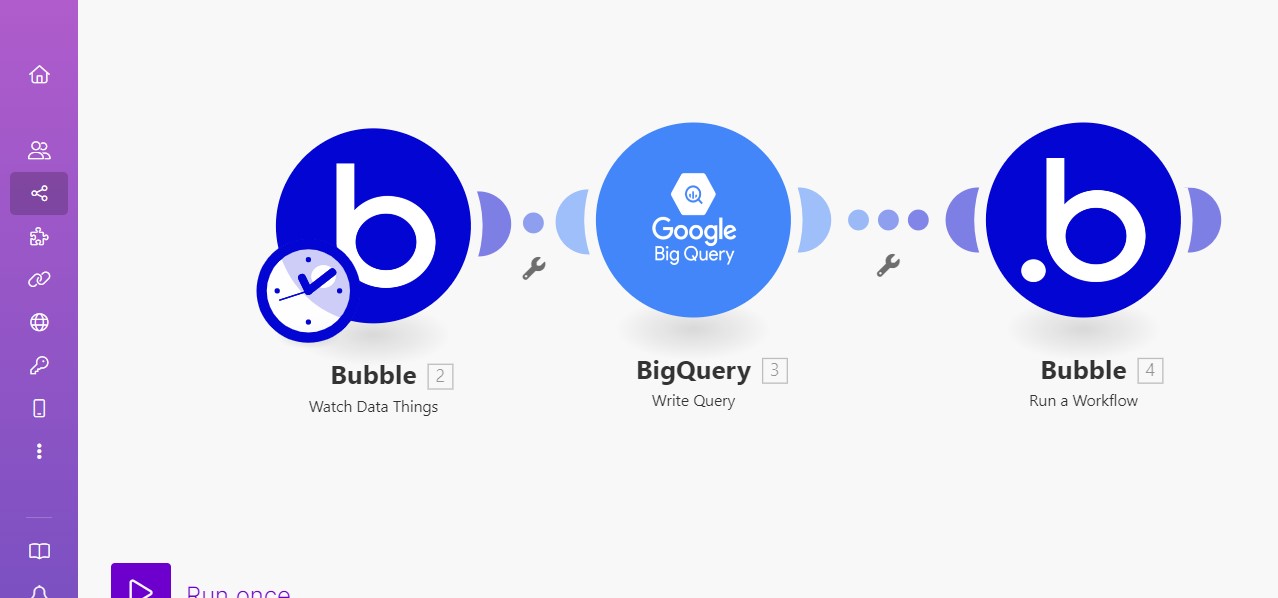 Google
Big Query
Bubble 2
Watch Data Things
BigQuery 3
Write Query
Bubble 4
Run a Workflow
Run once